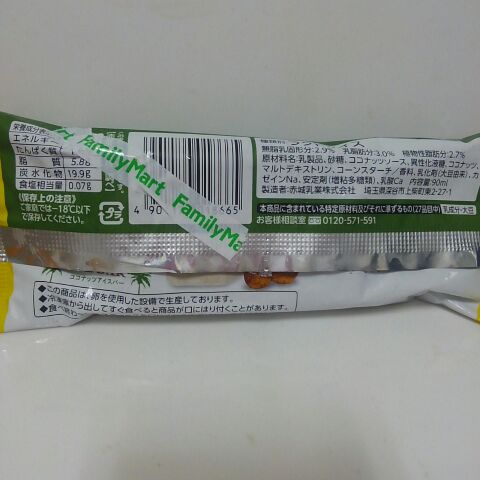 栄養成分表
エネルギー
たんぱく質
脂 質 5.8g
炭水化物 19.9g
食塩相当量 0.07g
《保存上の注意》
ご家庭では−18℃以下
で保存してください。
プラ
FamilyMart FamilyMart
FamilyMart FamilyMa
無脂乳固形分:2.9% 乳脂肪分:3.0% 植物性脂肪分:2.7%
原材料名:乳製品、砂糖、ココナッツソース、異性化液糖、ココナッツ、
マルトデキストリン、コーンスターチ/香料、乳化剤(大豆由来)、カ
ゼインNa、安定剤(増粘多糖類)、乳酸Ca 内容量:90ml
製造者:赤城乳業株式会社 埼玉県深谷市上柴町東2-27-1
本品に含まれている特定原材料及びそれに準ずるもの(27品目中) 乳成分・大豆
お客様相談室 0120-571-591
ココナッツアイスバー
◆この商品は、卵を使用した設備で生産しております。
◆冷凍庫から出してすぐ食べると商品が口にはり付くことがあります。
◆食べ終わ